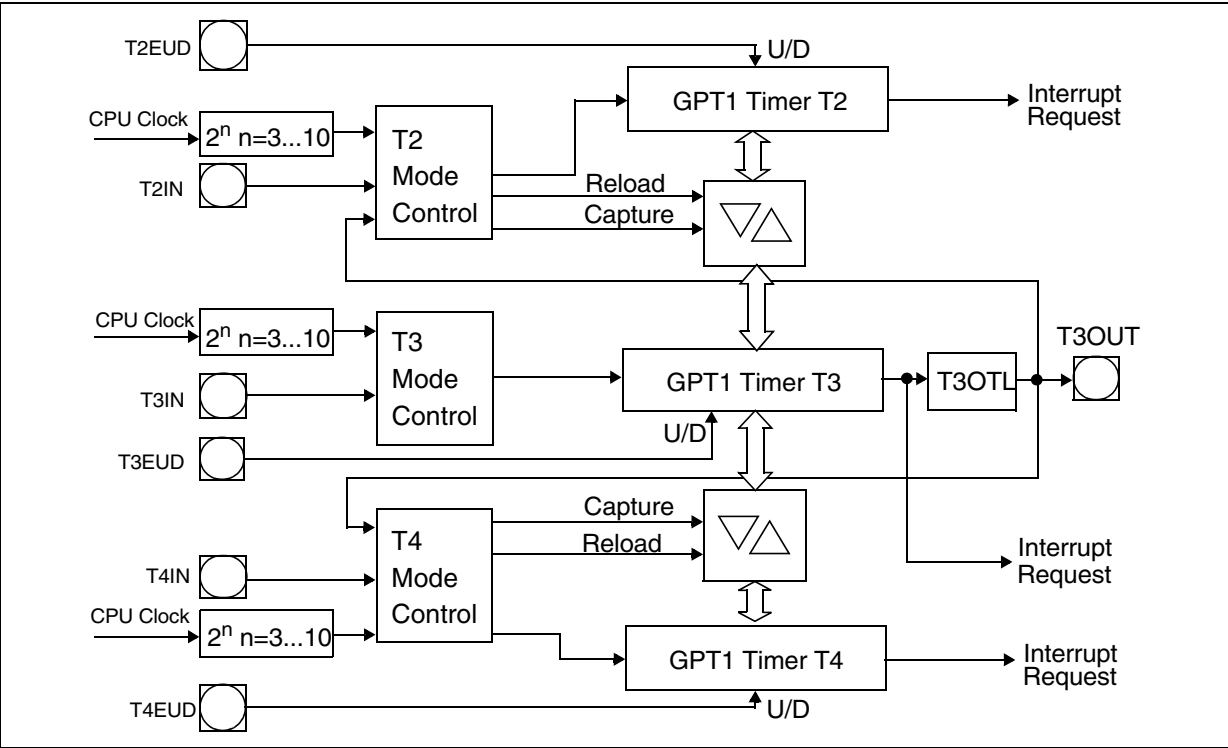 T2EUD
U/D
GPT1 Timer T2
Interrupt
Request
CPU Clock
2ⁿ n=3...10
T2IN
T2
Mode
Control
Reload
Capture
CPU Clock
2ⁿ n=3...10
T3IN
T3EUD
T3
Mode
Control
GPT1 Timer T3
U/D
T3OTL
T3OUT
Capture
Reload
T4
Mode
Control
T4IN
CPU Clock
2ⁿ n=3...10
T4EUD
Interrupt
Request
GPT1 Timer T4
U/D
Interrupt
Request